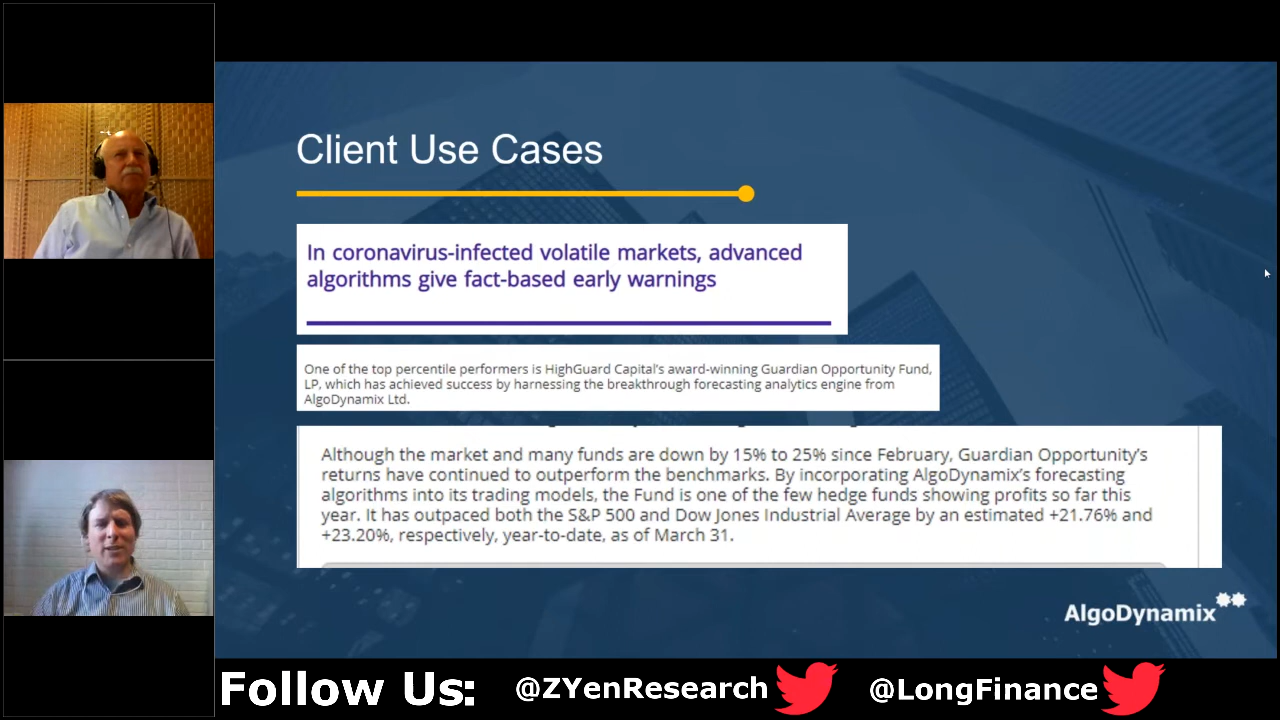 Client Use Cases
In coronavirus-infected volatile markets, advanced
algorithms give fact-based early warnings
One of the top percentile performers is HighGuard Capital's award-winning Guardian Opportunity Fund,
LP, which has achieved success by harnessing the breakthrough forecasting analytics engine from
AlgoDynamix Ltd.
Although the market and many funds are down by 15% to 25% since February, Guardian Opportunity's
returns have continued to outperform the benchmarks. By incorporating AlgoDynamix's forecasting
algorithms into its trading models, the Fund is one of the few hedge funds showing profits so far this
year. It has outpaced both the S&P 500 and Dow Jones Industrial Average by an estimated +21.76% and
+23.20%, respectively, year-to-date, as of March 31.
AlgoDynamix
Follow Us: @ZYenResearch @LongFinance